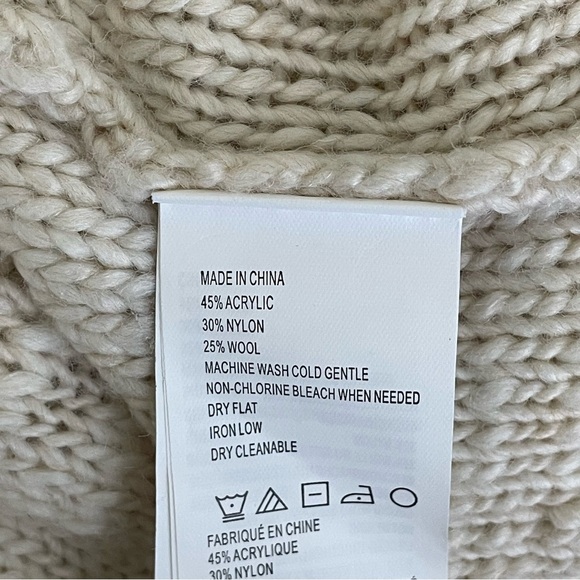 MADE IN CHINA
45% ACRYLIC
30% NYLON
25% WOOL
MACHINE WASH COLD GENTLE
NON-CHLORINE BLEACH WHEN NEEDED
DRY FLAT
IRON LOW
DRY CLEANABLE
FABRIQUÉ EN CHINE
45% ACRYLIQUE
30% NYLON